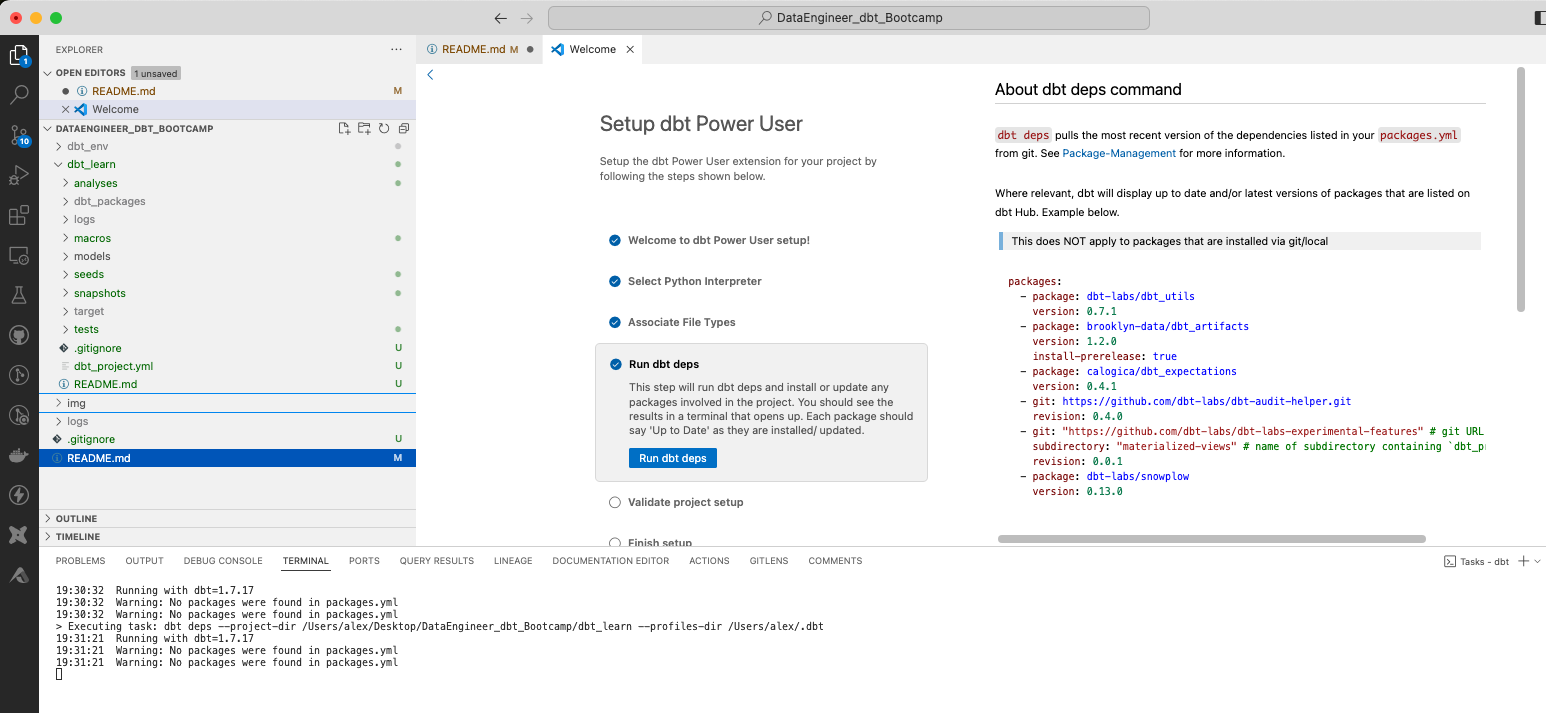 DataEngineer_dbt_Bootcamp
EXPLORER
OPEN EDITORS 1 unsaved
README.md M
Welcome
DATAENGINEER_DBT_BOOTCAMP
dbt_env
dbt_learn
analyses
dbt_packages
logs
macros
models
seeds
snapshots
target
tests
.gitignore U
dbt_project.yml U
README.md U
img
logs
.gitignore U
README.md M
OUTLINE
TIMELINE
1
10
README.md M
Welcome
Setup dbt Power User
Setup the dbt Power User extension for your project by
following the steps shown below.
Welcome to dbt Power User setup!
Select Python Interpreter
Associate File Types
Run dbt deps
This step will run dbt deps and install or update any
packages involved in the project. You should see the
results in a terminal that opens up. Each package should
say 'Up to Date' as they are installed/ updated.
Run dbt deps
Validate project setup
Finish setup
About dbt deps command
dbt deps pulls the most recent version of the dependencies listed in your packages.yml
from git. See Package-Management for more information.
Where relevant, dbt will display up to date and/or latest versions of packages that are listed on
dbt Hub. Example below.
This does NOT apply to packages that are installed via git/local
packages:
- package: dbt-labs/dbt_utils
version: 0.7.1
- package: brooklyn-data/dbt_artifacts
version: 1.2.0
install-prerelease: true
- package: calogica/dbt_expectations
version: 0.4.1
- git: https://github.com/dbt-labs/dbt-audit-helper.git
revision: 0.4.0
- git: "https://github.com/dbt-labs/dbt-labs-experimental-features" # git URL
subdirectory: "materialized-views" # name of subdirectory containing `dbt_p
revision: 0.0.1
- package: dbt-labs/snowplow
version: 0.13.0
PROBLEMS OUTPUT DEBUG CONSOLE TERMINAL PORTS QUERY RESULTS LINEAGE DOCUMENTATION EDITOR ACTIONS GITLENS COMMENTS
Tasks - dbt
19:30:32 Running with dbt=1.7.17
19:30:32 Warning: No packages were found in packages.yml
19:30:32 Warning: No packages were found in packages.yml
> Executing task: dbt deps --project-dir /Users/alex/Desktop/DataEngineer_dbt_Bootcamp/dbt_learn --profiles-dir /Users/alex/.dbt
19:31:21 Running with dbt=1.7.17
19:31:21 Warning: No packages were found in packages.yml
19:31:21 Warning: No packages were found in packages.yml